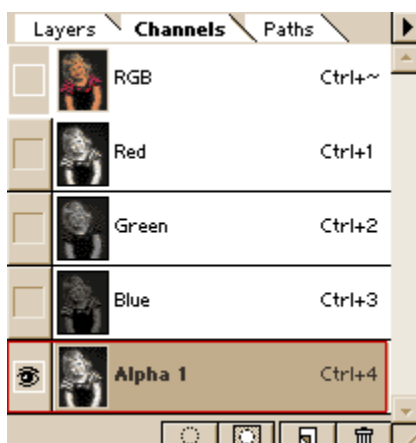 Layers Channels Paths
RGB Ctrl+~
Red Ctrl+1
Green Ctrl+2
Blue Ctrl+3
Alpha 1 Ctrl+4